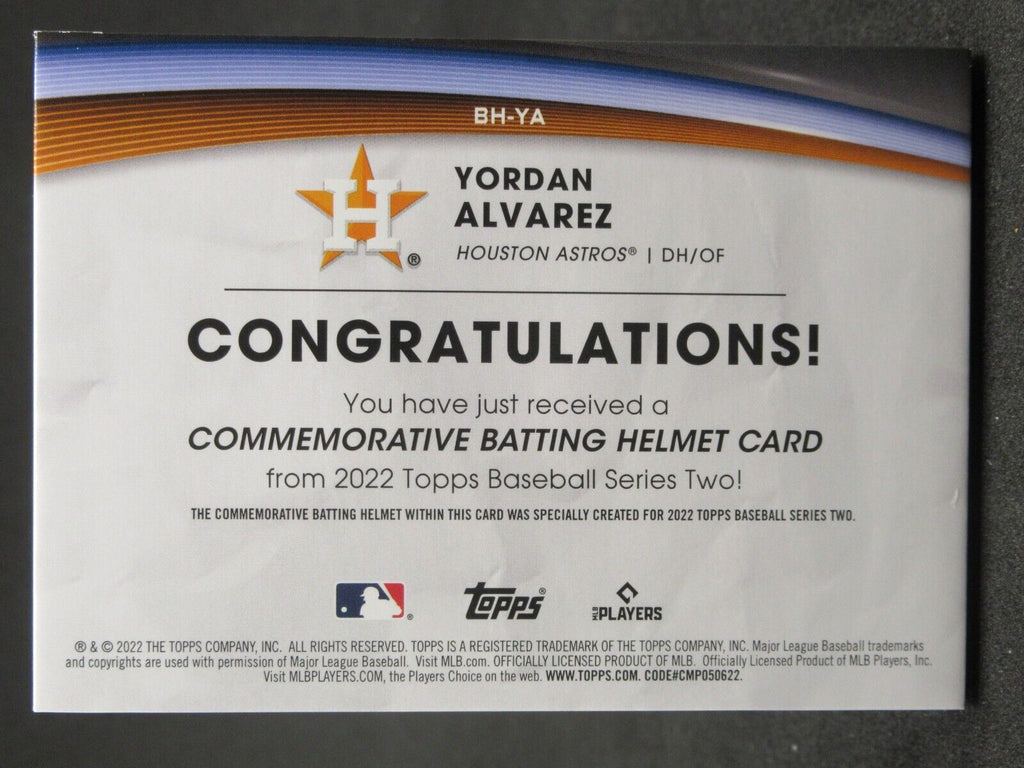 BH-YA
H
®
YORDAN
ALVAREZ
HOUSTON ASTROS® | DH/OF
CONGRATULATIONS!
You have just received a
COMMEMORATIVE BATTING HELMET CARD
from 2022 Topps Baseball Series Two!
THE COMMEMORATIVE BATTING HELMET WITHIN THIS CARD WAS SPECIALLY CREATED FOR 2022 TOPPS BASEBALL SERIES TWO.
® topps® MLB PLAYERS
® & © 2022 THE TOPPS COMPANY, INC. ALL RIGHTS RESERVED. TOPPS IS A REGISTERED TRADEMARK OF THE TOPPS COMPANY, INC. Major League Baseball trademarks
and copyrights are used with permission of Major League Baseball. Visit MLB.com. OFFICIALLY LICENSED PRODUCT OF MLB. Officially Licensed Product of MLB Players, Inc.
Visit MLBPLAYERS.COM, the Players Choice on the web. WWW.TOPPS.COM. CODE#CMP050622.